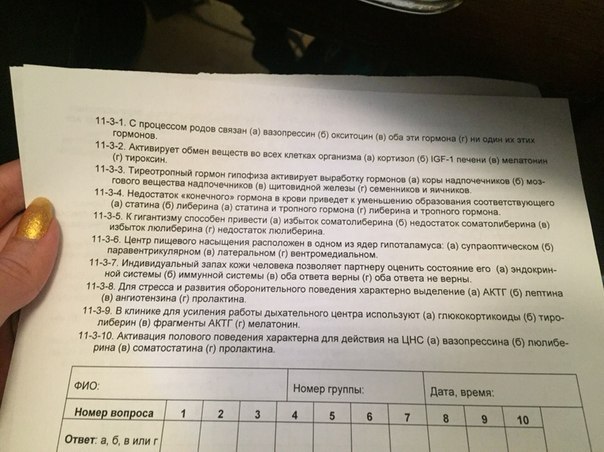 11-3-1. С процессом родов связан (а) вазопрессин (б) окситоцин (в) оба эти гормона (г) ни один их этих
гормонов.
11-3-2. Активирует обмен веществ во всех клетках организма (а) кортизол (б) IGF-1 печени (в) мелатонин
(г) тироксин.
11-3-3. Тиреотропный гормон гипофиза активирует выработку гормонов (а) коры надпочечников (б) моз-
гового вещества надпочечников (в) щитовидной железы (г) семенников и яичников.
11-3-4. Недостаток «конечного» гормона в крови приведет к уменьшению образования соответствующего
(а) статина (б) либерина (а) статина и тропного гормона (г) либерина и тропного гормона.
11-3-5. К гигантизму способен привести (а) избыток соматолиберина (б) недостаток соматолиберина (в)
избыток люлиберина (г) недостаток люлиберина.
11-3-6. Центр пищевого насыщения расположен в одном из ядер гипоталамуса: (а) супраоптическом (б)
паравентрикулярном (в) латеральном (г) вентромедиальном.
11-3-7. Индивидуальный запах кожи человека позволяет партнеру оценить состояние его (а) эндокрин-
ной системы (б) иммунной системы (в) оба ответа верны (г) оба ответа не верны.
11-3-8. Для стресса и развития оборонительного поведения характерно выделение (а) АКТГ (б) лептина
(в) ангиотензина (г) пролактина.
11-3-9. В клинике для усиления работы дыхательного центра используют (а) глюкокортикоиды (б) тиро-
либерин (в) фрагменты АКТГ (г) мелатонин.
11-3-10. Активация полового поведения характерна для действия на ЦНС (а) вазопрессина (б) люлибе-
рина (в) соматостатина (г) пролактина.
ФИО: Номер группы: Дата, время:
Номер вопроса 1 2 3 4 5 6 7 8 9 10
Ответ: а, б, в или г